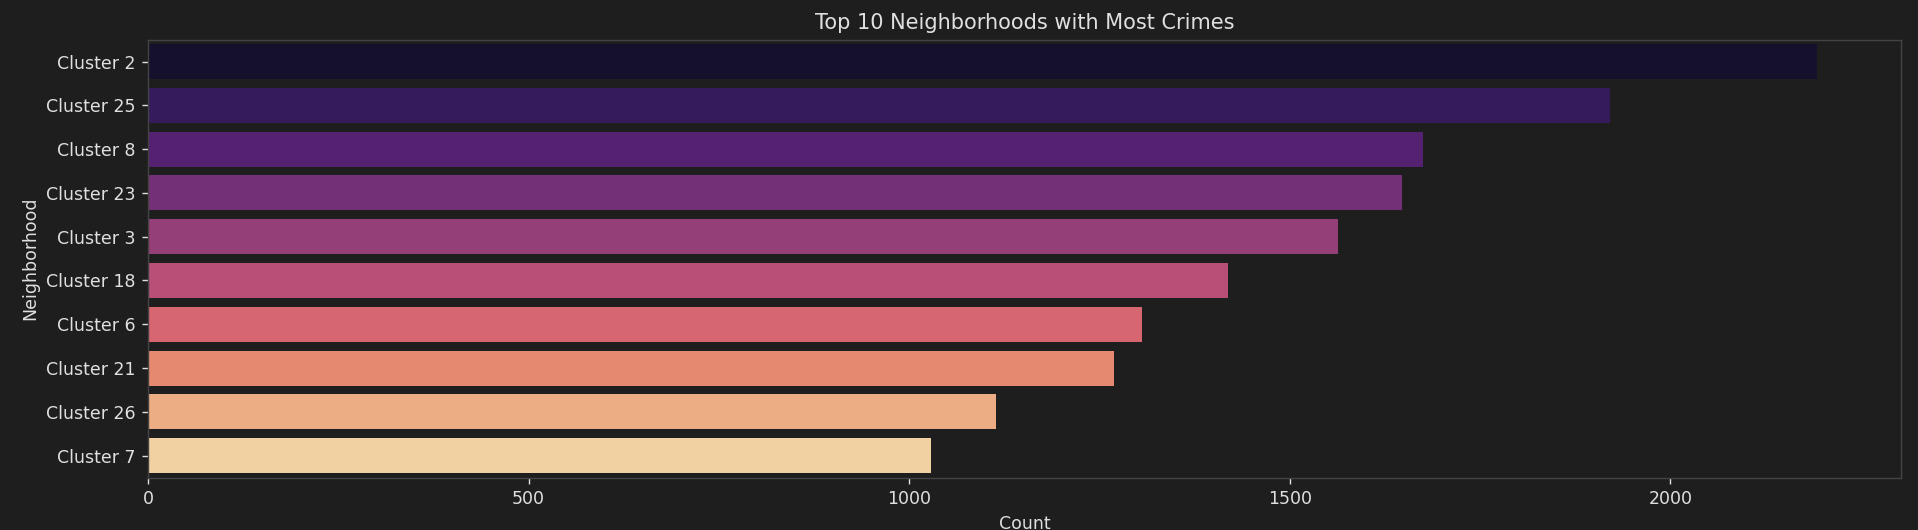 Top 10 Neighborhoods with Most Crimes
Neighborhood
Cluster 2
Cluster 25
Cluster 8
Cluster 23
Cluster 3
Cluster 18
Cluster 6
Cluster 21
Cluster 26
Cluster 7
0 500 1000 1500 2000
Count